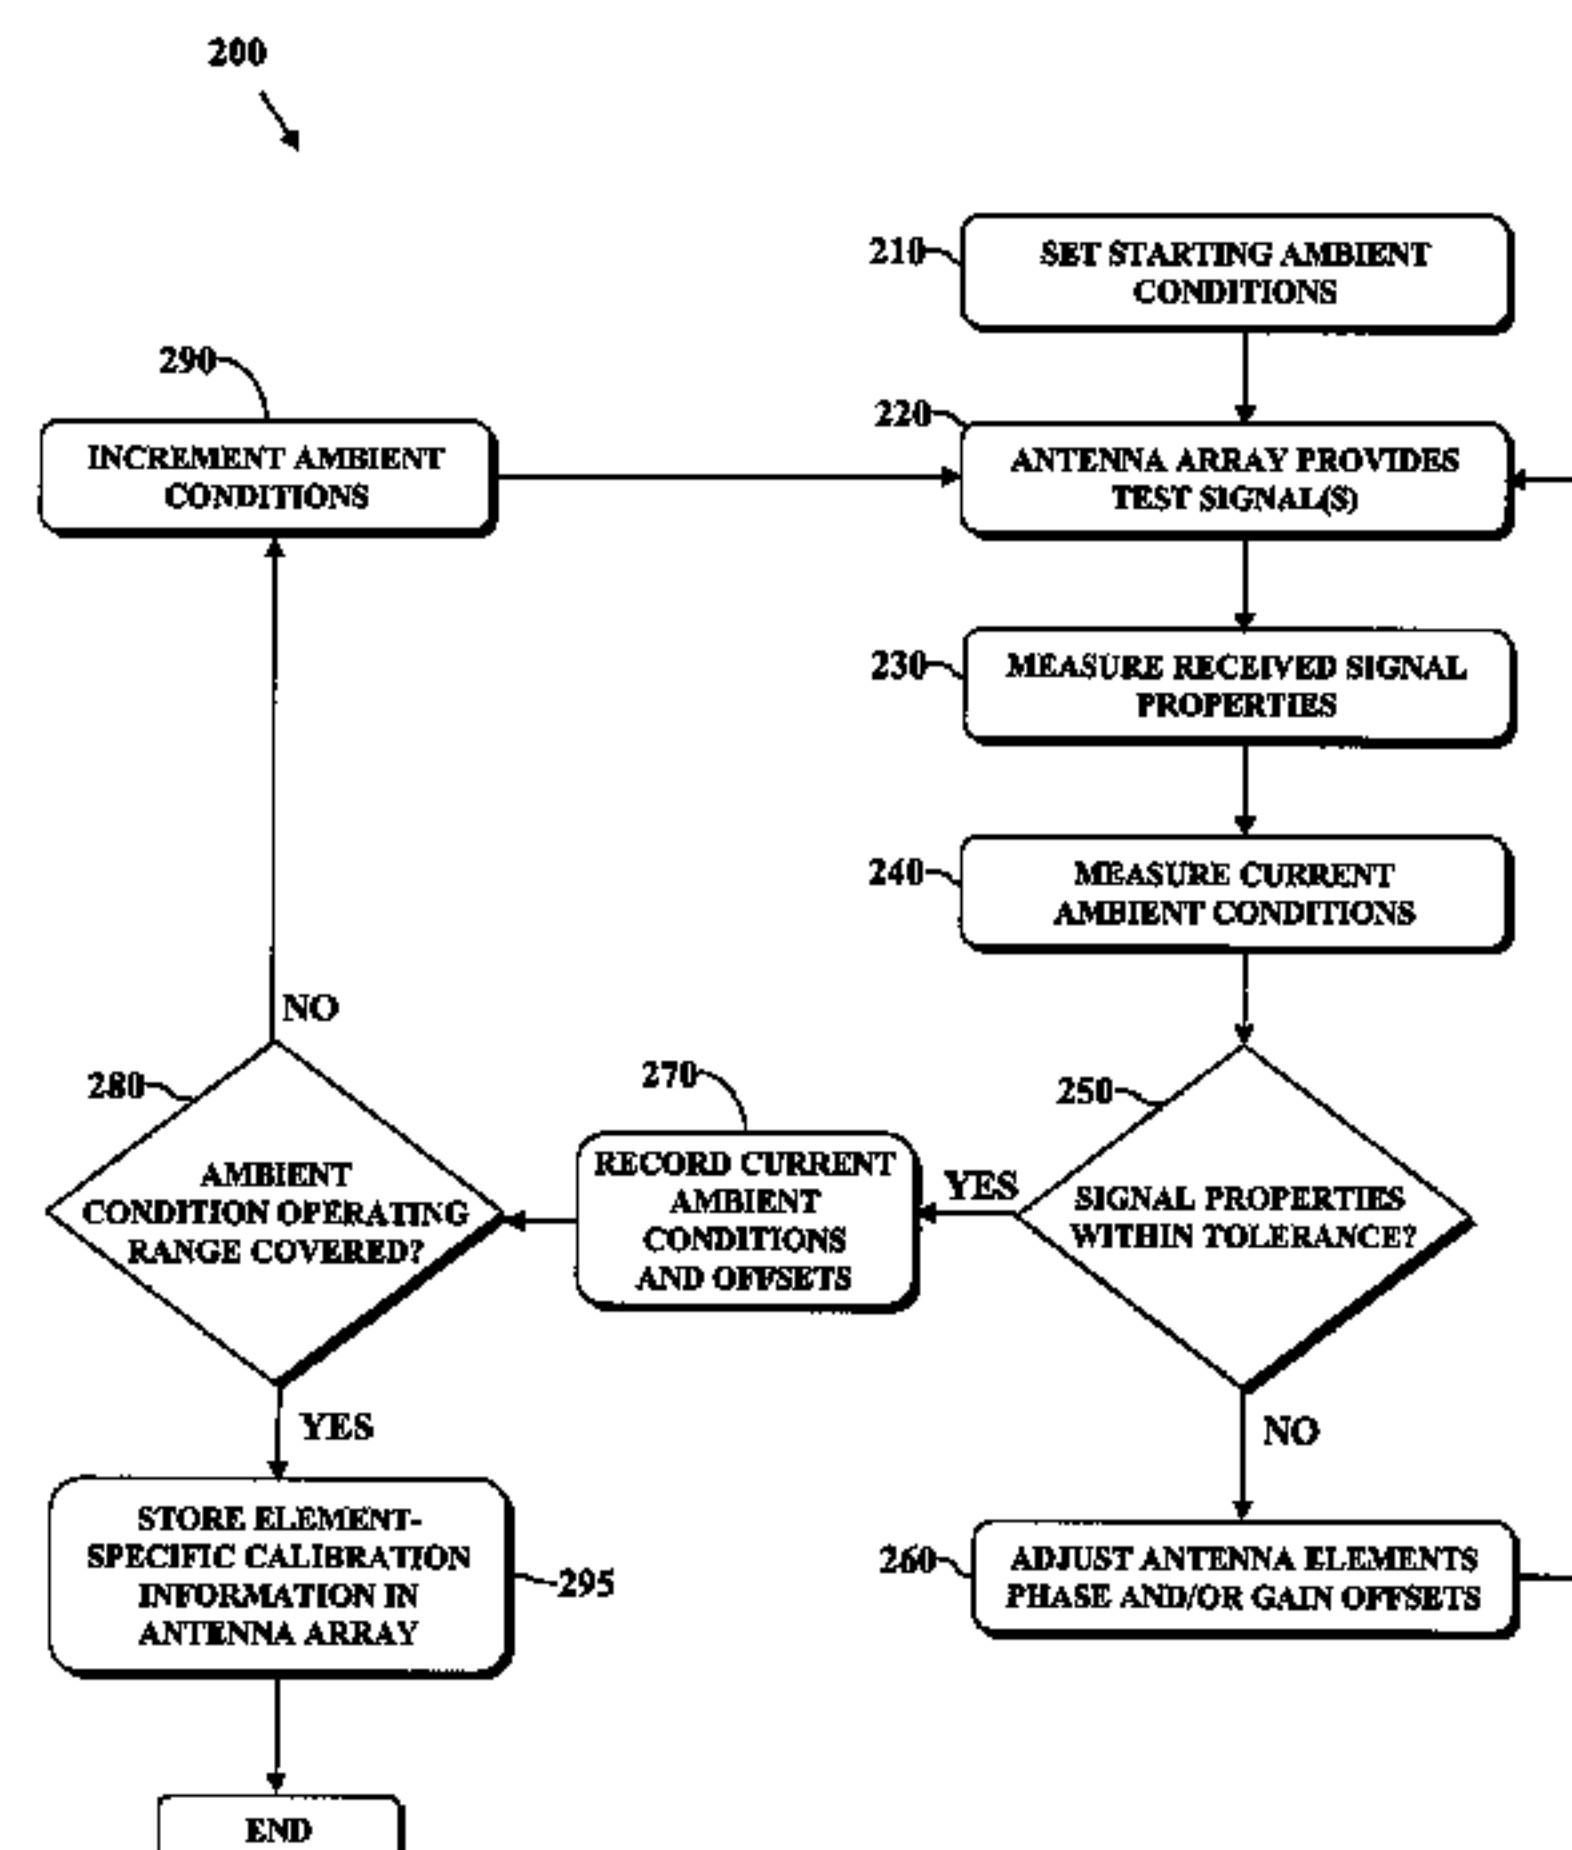 200
210
SET STARTING AMBIENT
CONDITIONS
290
INCREMENT AMBIENT
CONDITIONS
220
ANTENNA ARRAY PROVIDES
TEST SIGNAL(S)
230
MEASURE RECEIVED SIGNAL
PROPERTIES
240
MEASURE CURRENT
AMBIENT CONDITIONS
NO
280
AMBIENT
CONDITION OPERATING
RANGE COVERED?
270
RECORD CURRENT
AMBIENT
CONDITIONS
AND OFFSETS
YES
250
SIGNAL PROPERTIES
WITHIN TOLERANCE?
YES
NO
STORE ELEMENT-
SPECIFIC CALIBRATION
INFORMATION IN
ANTENNA ARRAY
295
260
ADJUST ANTENNA ELEMENTS
PHASE AND/OR GAIN OFFSETS
END